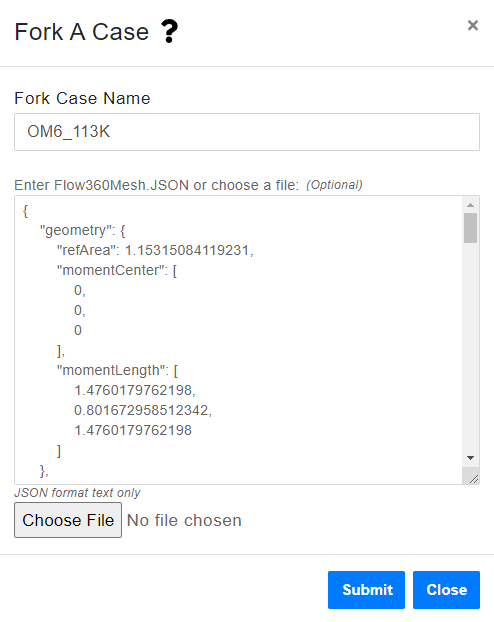 Fork A Case ?
×
Fork Case Name
OM6_113K
Enter Flow360Mesh.JSON or choose a file: (Optional)
{
"geometry": {
"refArea": 1.15315084119231,
"momentCenter": [
0,
0,
0
],
"momentLength": [
1.4760179762198,
0.801672958512342,
1.4760179762198
]
},
JSON format text only
Choose File No file chosen
Submit Close